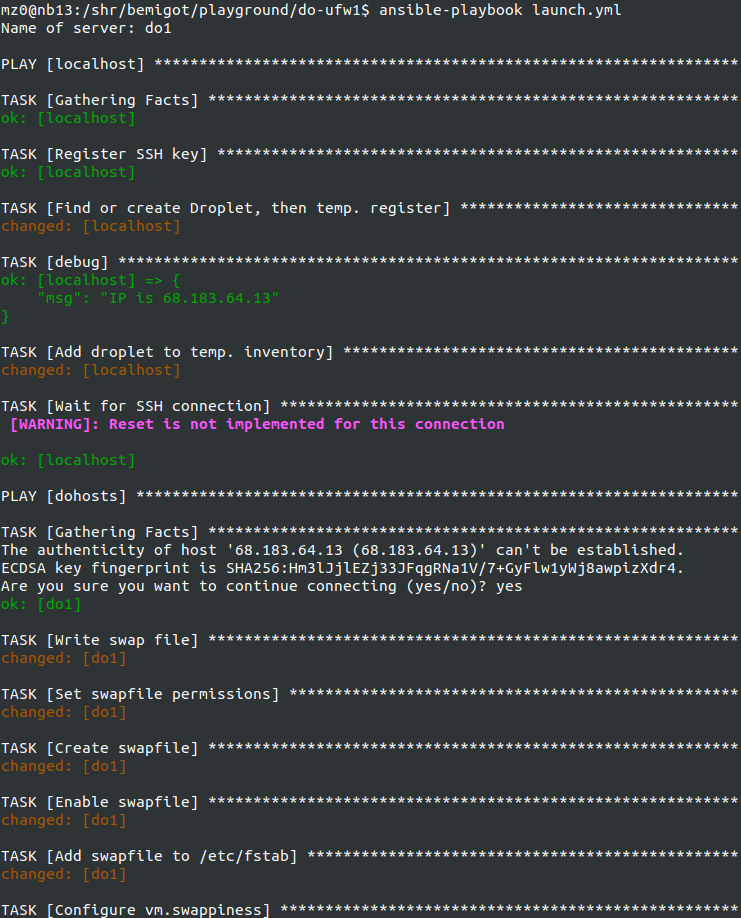 mz0@nb13:/shr/bemigot/playground/do-ufw1$ ansible-playbook launch.yml
Name of server: do1
PLAY [localhost] *****************************************************************
TASK [Gathering Facts] ***********************************************************
ok: [localhost]
TASK [Register SSH key] **********************************************************
ok: [localhost]
TASK [Find or create Droplet, then temp. register] *******************************
changed: [localhost]
TASK [debug] *********************************************************************
ok: [localhost] => {
    "msg": "IP is 68.183.64.13"
}
TASK [Add droplet to temp. inventory] ********************************************
changed: [localhost]
TASK [Wait for SSH connection] ***************************************************
 [WARNING]: Reset is not implemented for this connection
ok: [localhost]
PLAY [dohosts] *******************************************************************
TASK [Gathering Facts] ***********************************************************
The authenticity of host '68.183.64.13 (68.183.64.13)' can't be established.
ECDSA key fingerprint is SHA256:Hm3lJjlEZj33JFqgRNa1V/7+GyFlw1yWj8awpizXdr4.
Are you sure you want to continue connecting (yes/no)? yes
ok: [do1]
TASK [Write swap file] ***********************************************************
changed: [do1]
TASK [Set swapfile permissions] **************************************************
changed: [do1]
TASK [Create swapfile] ***********************************************************
changed: [do1]
TASK [Enable swapfile] ***********************************************************
changed: [do1]
TASK [Add swapfile to /etc/fstab] ************************************************
changed: [do1]
TASK [Configure vm.swappiness] ***************************************************